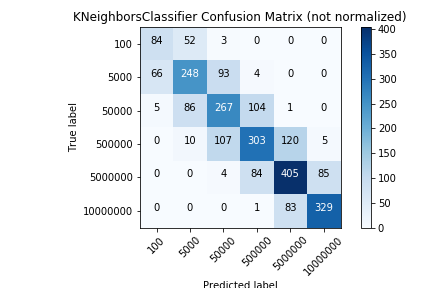 KNeighborsClassifier Confusion Matrix (not normalized)
True label
100 84 52 3 0 0 0
5000 66 248 93 4 0 0
50000 5 86 267 104 1 0
500000 0 10 107 303 120 5
5000000 0 0 4 84 405 85
10000000 0 0 0 1 83 329
100 5000 50000 500000 5000000 10000000
Predicted label
400
350
300
250
200
150
100
50
0